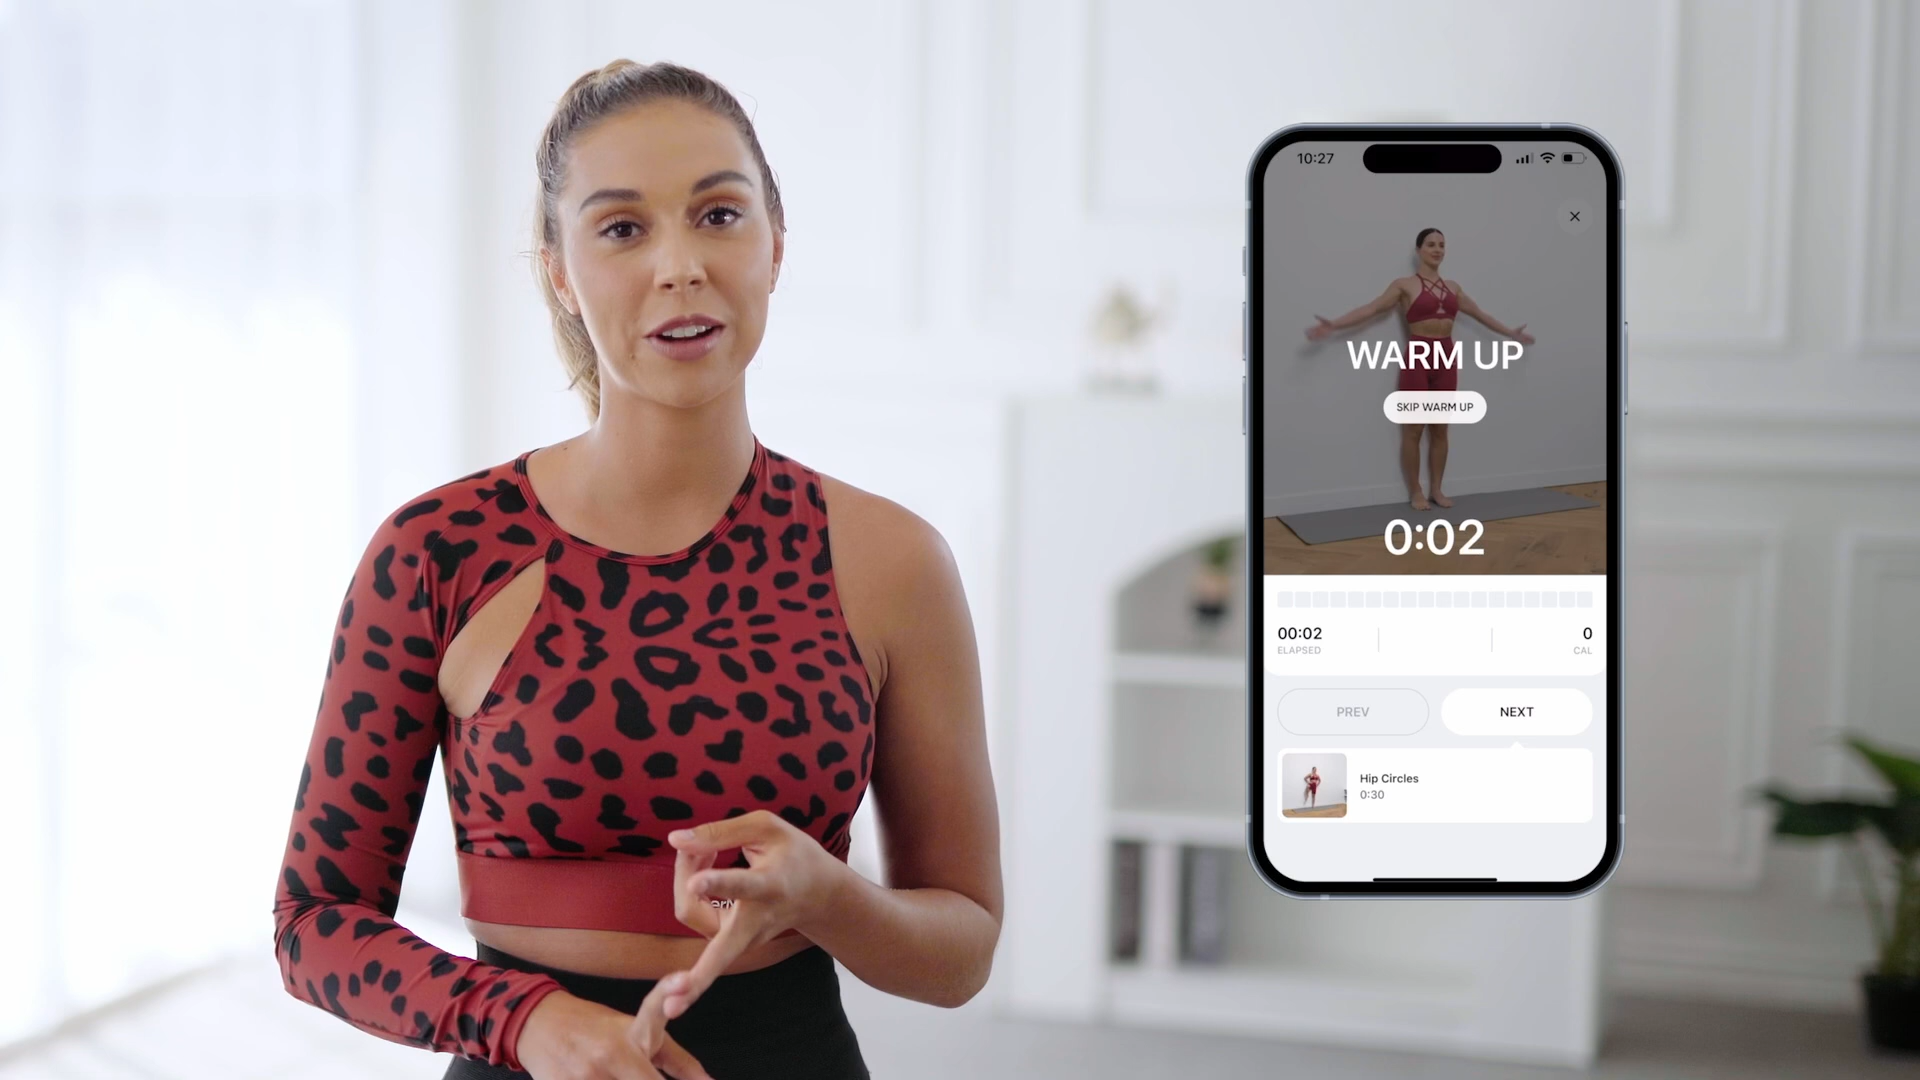 10:27
WARM UP
SKIP WARM UP
0:02
00:02
ELAPSED
0
CAL
PREV
NEXT
Hip Circles
0:30